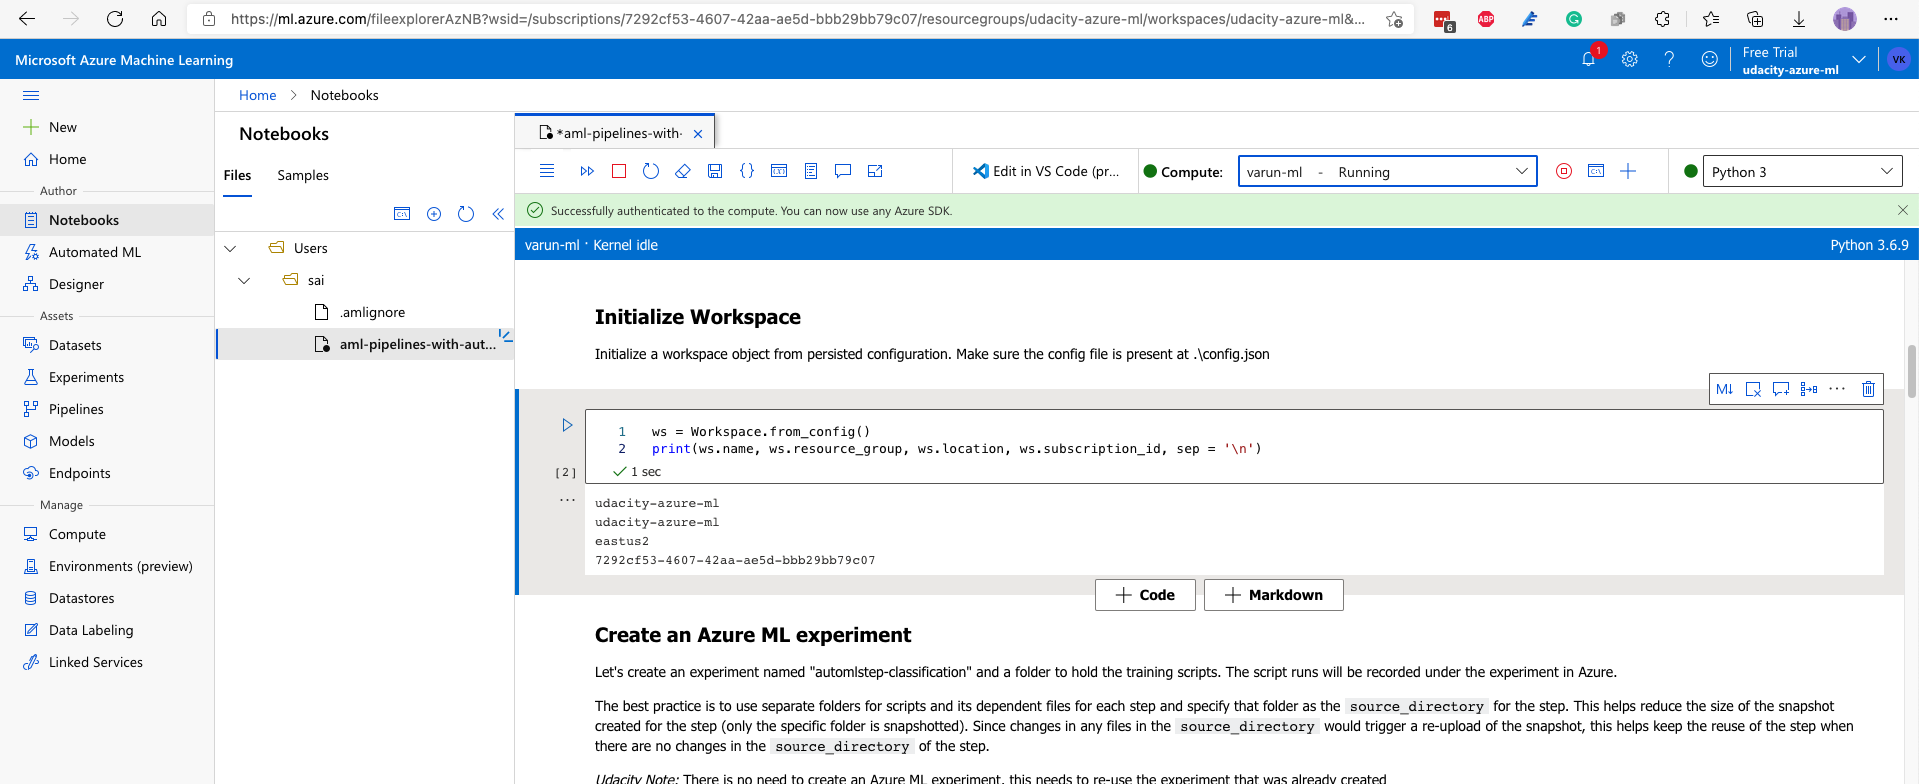 https://ml.azure.com/fileexplorerAzNB?wsid=/subscriptions/7292cf53-4607-42aa-ae5d-bbb29bb79c07/resourcegroups/udacity-azure-ml/workspaces/udacity-azure-ml&...
6
ABP
Microsoft Azure Machine Learning
1
Free Trial
udacity-azure-ml
VK
Home > Notebooks
New
Home
Author
Notebooks
Automated ML
Designer
Assets
Datasets
Experiments
Pipelines
Models
Endpoints
Manage
Compute
Environments (preview)
Datastores
Data Labeling
Linked Services
Notebooks
Files Samples
Users
sai
.amlignore
aml-pipelines-with-aut...
*aml-pipelines-with-
Edit in VS Code (pr...
Compute: varun-ml - Running
Python 3
Successfully authenticated to the compute. You can now use any Azure SDK.
varun-ml · Kernel idle
Python 3.6.9
Initialize Workspace
Initialize a workspace object from persisted configuration. Make sure the config file is present at .\config.json
M↓
1 ws = Workspace.from_config()
2 print(ws.name, ws.resource_group, ws.location, ws.subscription_id, sep = '\n')
[2]
1 sec
...
udacity-azure-ml
udacity-azure-ml
eastus2
7292cf53-4607-42aa-ae5d-bbb29bb79c07
+ Code + Markdown
Create an Azure ML experiment
Let's create an experiment named "automlstep-classification" and a folder to hold the training scripts. The script runs will be recorded under the experiment in Azure.
The best practice is to use separate folders for scripts and its dependent files for each step and specify that folder as the source_directory for the step. This helps reduce the size of the snapshot
created for the step (only the specific folder is snapshotted). Since changes in any files in the source_directory would trigger a re-upload of the snapshot, this helps keep the reuse of the step when
there are no changes in the source_directory of the step.
Udacity Note: There is no need to create an Azure ML experiment, this needs to re-use the experiment that was already created